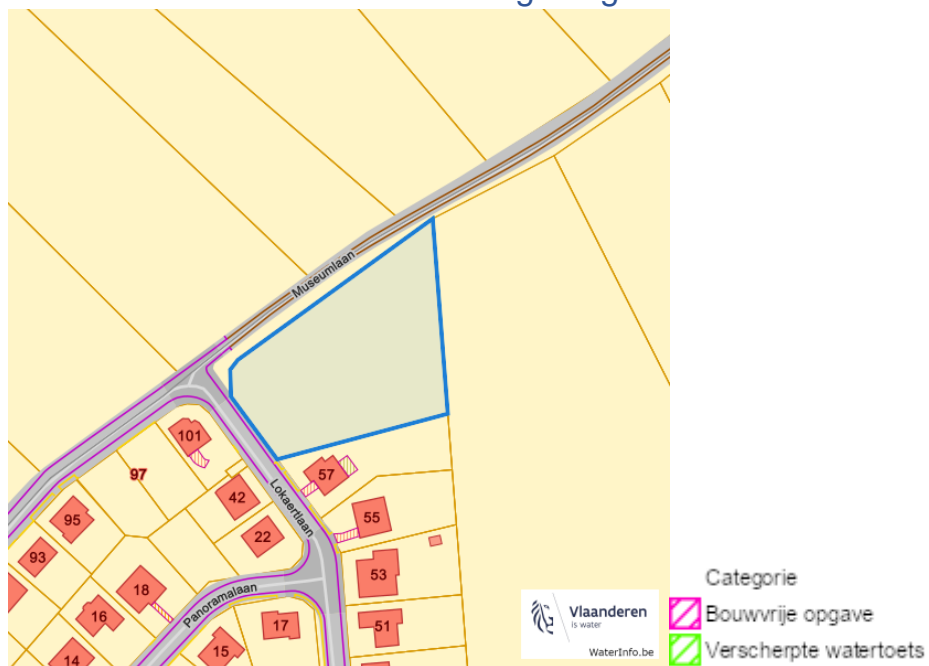 Museumlaan
101
97
57
42
Lokaertlaan
95
55
22
93
53
18
Panoramalaan
16
17
51
15
14
Vlaanderen
is water
WaterInfo.be
Categorie
Bouwvrije opgave
Verscherpte watertoets